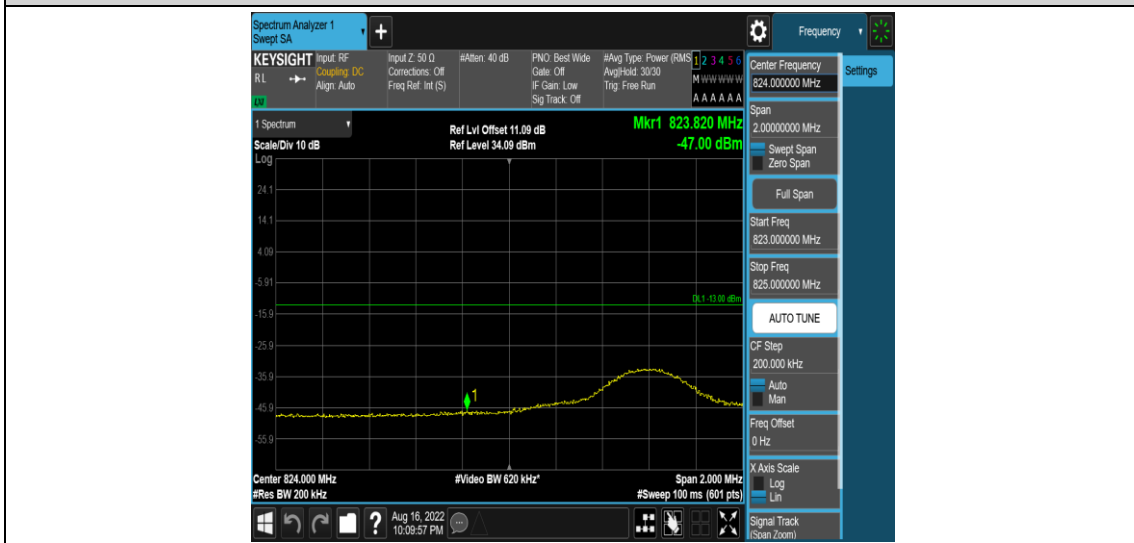 Spectrum Analyzer 1
Swept SA
+
Frequency
KEYSIGHT
RL
LXI
Input: RF
Coupling: DC
Align: Auto
Input Z: 50 Ω
Corrections: Off
Freq Ref: Int (S)
#Atten: 40 dB
PNO: Best Wide
Gate: Off
IF Gain: Low
Sig Track: Off
#Avg Type: Power (RMS
Avg|Hold: 30/30
Trig: Free Run
1 2 3 4 5 6
M W W W W W
A A A A A A
1 Spectrum
Scale/Div 10 dB
Ref Lvl Offset 11.09 dB
Ref Level 34.09 dBm
Mkr1 823.820 MHz
-47.00 dBm
Log
24.1
14.1
4.09
-5.91
-15.9
-25.9
-35.9
-45.9
-55.9
DL1 -13.00 dBm
1
Center 824.000 MHz
#Res BW 200 kHz
#Video BW 620 kHz*
Span 2.000 MHz
#Sweep 100 ms (601 pts)
Center Frequency
824.000000 MHz
Settings
Span
2.00000000 MHz
Swept Span
Zero Span
Full Span
Start Freq
823.000000 MHz
Stop Freq
825.000000 MHz
AUTO TUNE
CF Step
200.000 kHz
Auto
Man
Freq Offset
0 Hz
X Axis Scale
Log
Lin
Signal Track
(Span Zoom)
?
Aug 16, 2022
10:09:57 PM